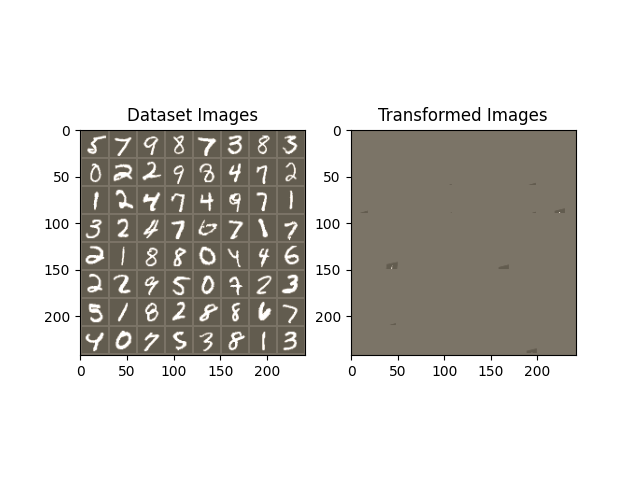 Dataset Images
Transformed Images
0
50
100
150
200
5 7 9 8 7 3 8 3
0 2 2 9 8 4 7 2
1 2 4 7 4 9 7 1
3 2 4 7 7 1 7
2 1 8 8 0 4 4 6
2 2 9 5 0 7 2 3
5 1 8 2 8 8 6 7
4 0 7 5 3 8 1 3
0 50 100 150 200
0
50
100
150
200
0 50 100 150 200